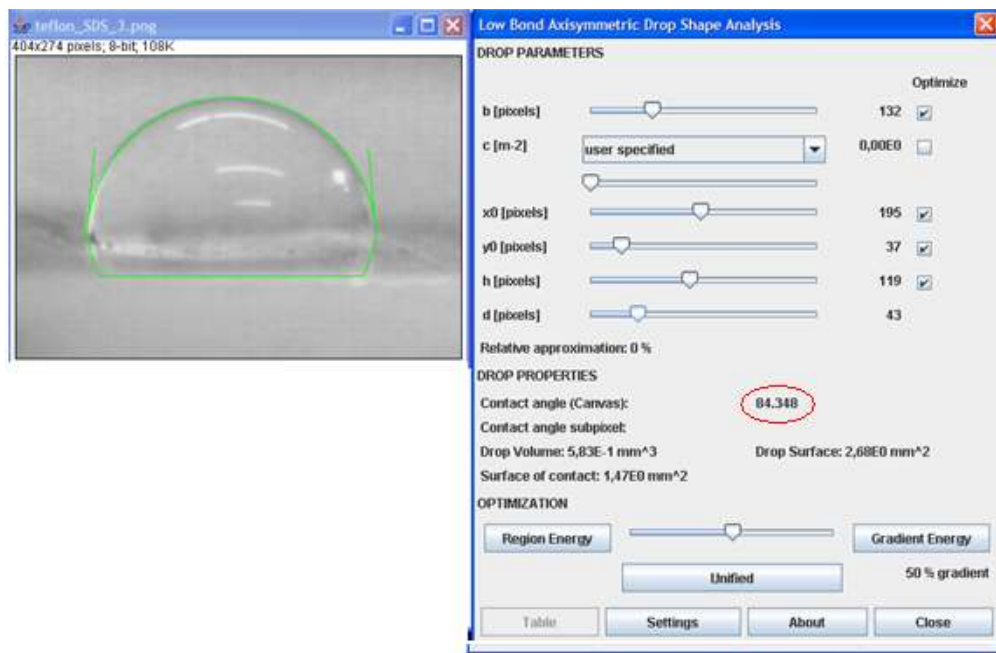 teflon_SDS_3.png
404x274 pixels; 8-bit; 108K
Low Bond Axisymmetric Drop Shape Analysis
DROP PARAMETERS
Optimize
b [pixels] 132
c [m-2] user specified 0,00E0
x0 [pixels] 195
y0 [pixels] 37
h [pixels] 119
d [pixels] 43
Relative approximation: 0 %
DROP PROPERTIES
Contact angle (Canvas): 84.348
Contact angle subpixel:
Drop Volume: 5,83E-1 mm^3 Drop Surface: 2,68E0 mm^2
Surface of contact: 1,47E0 mm^2
OPTIMIZATION
Region Energy Gradient Energy
Unified 50 % gradient
Table Settings About Close